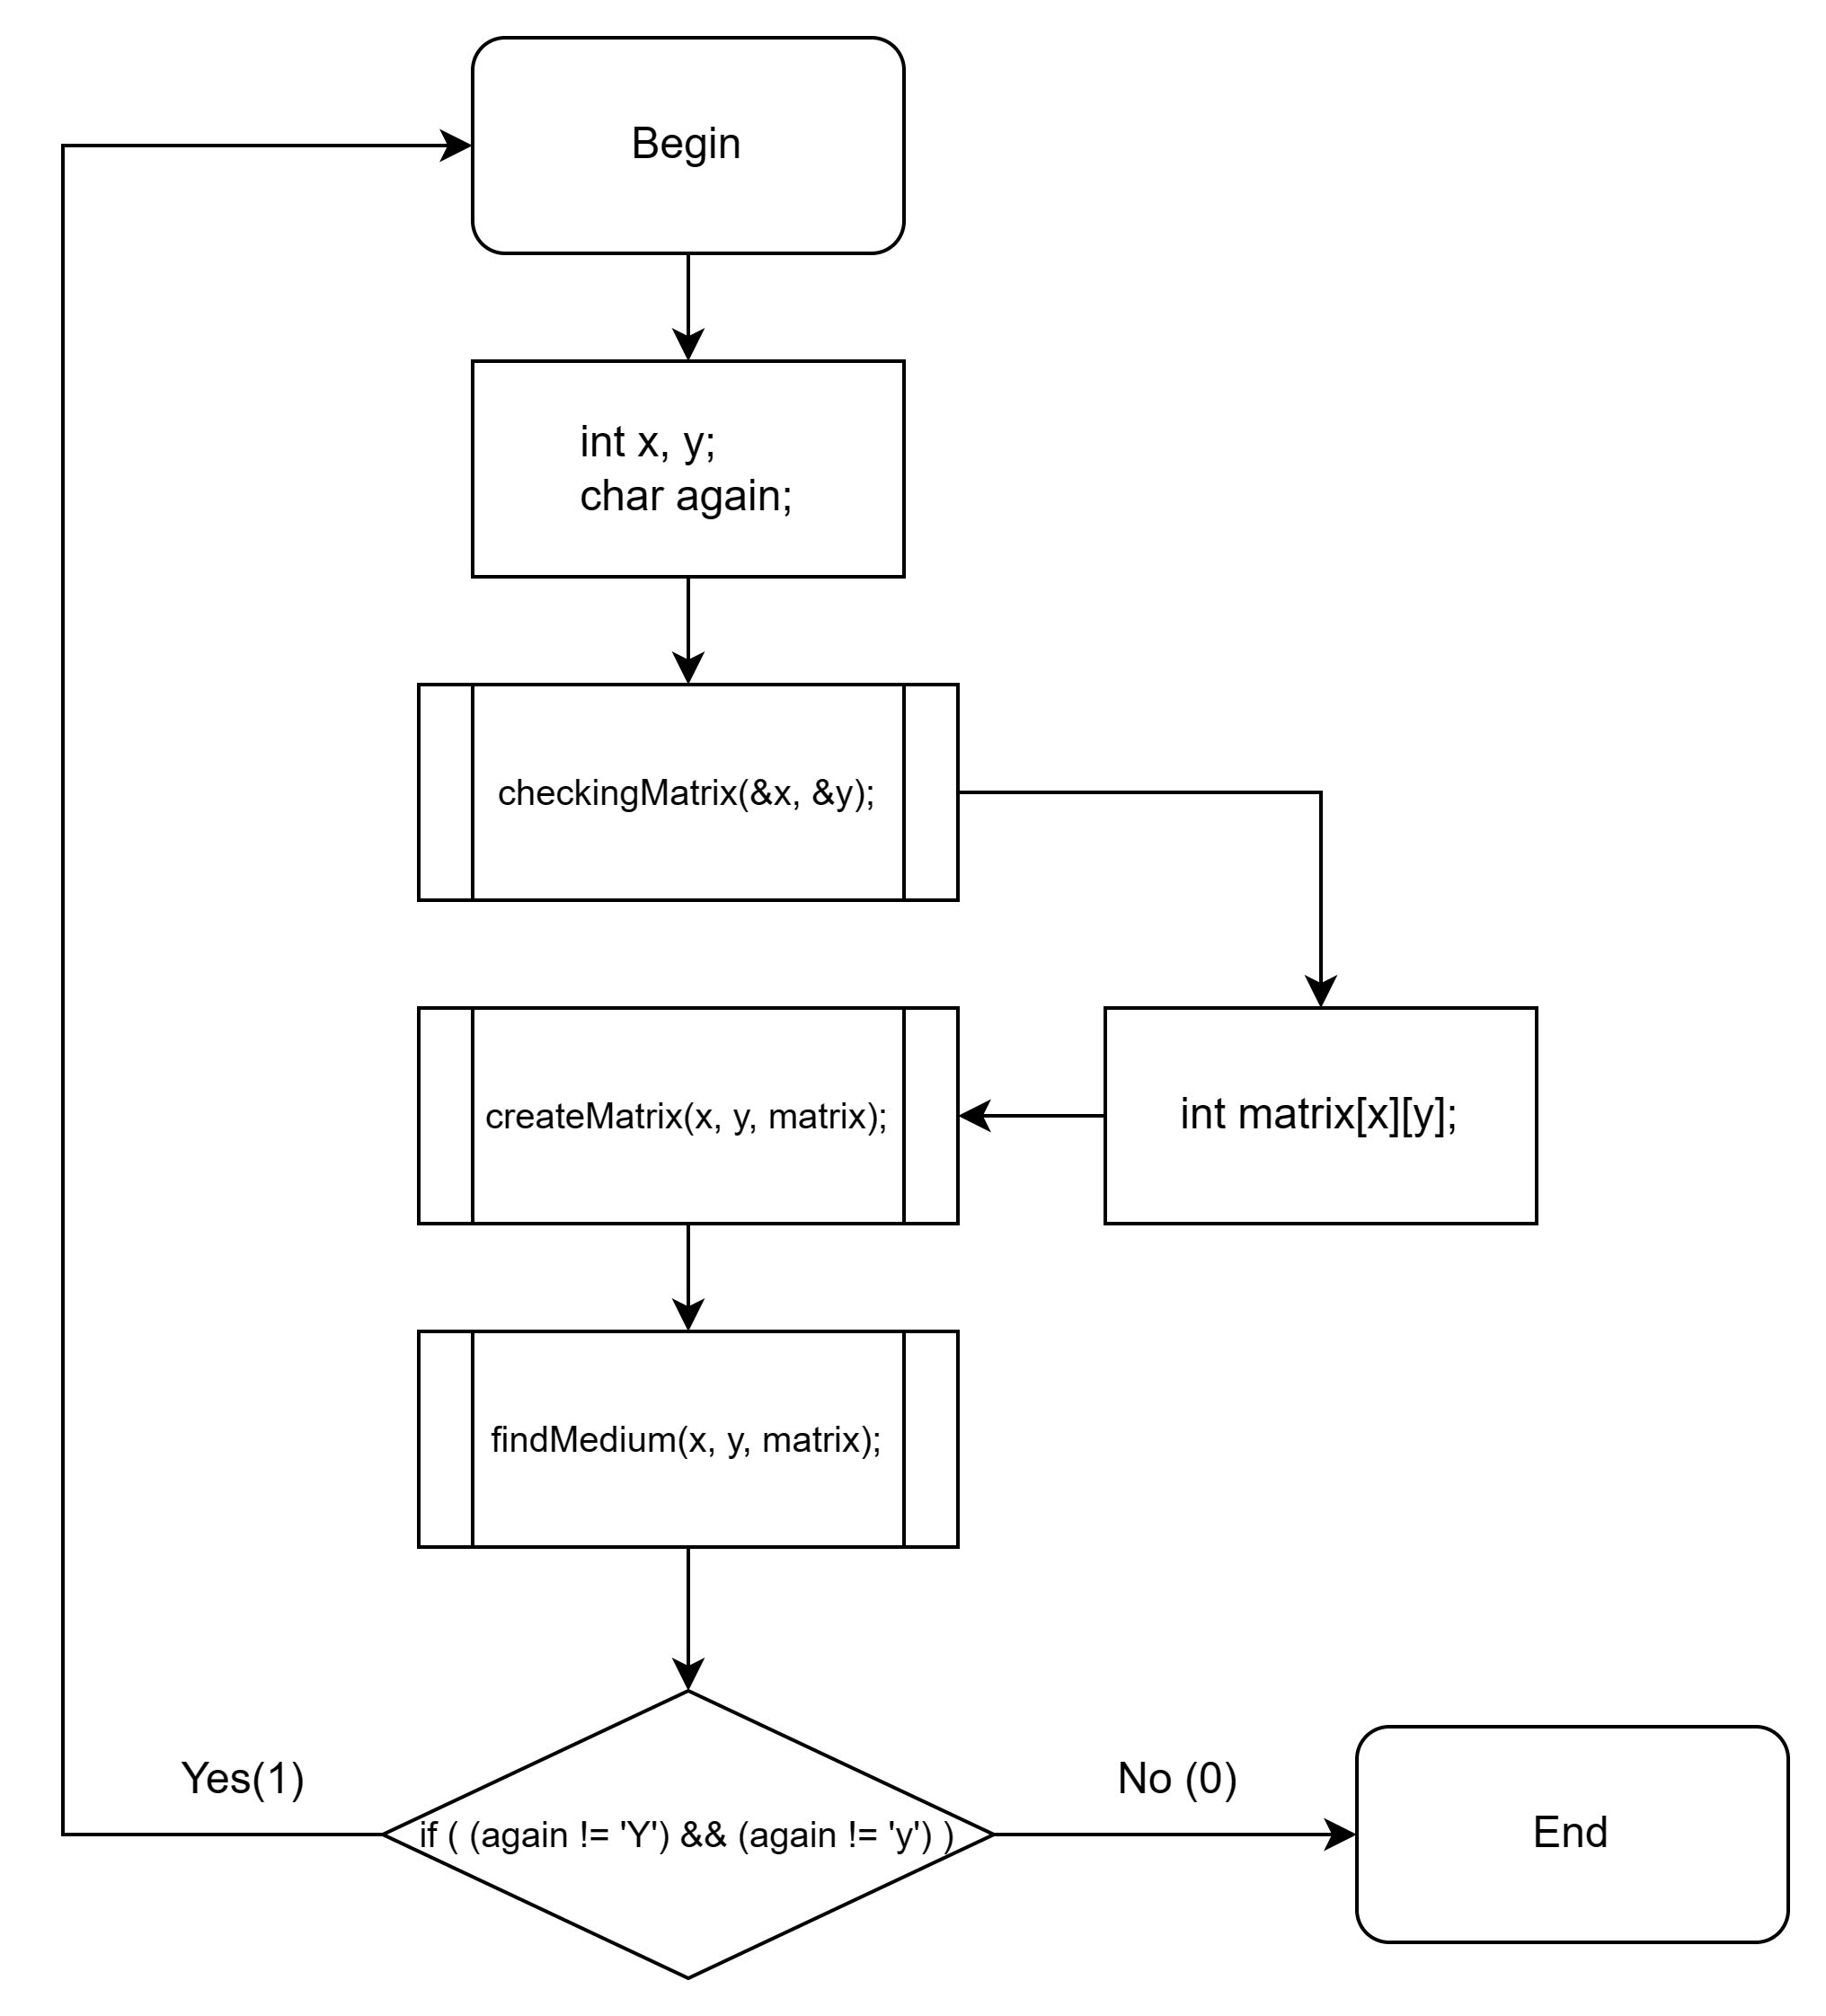 Begin
int x, y;
char again;
checkingMatrix(&x, &y);
createMatrix(x, y, matrix);
int matrix[x][y];
findMedium(x, y, matrix);
Yes(1)
No (0)
if ( (again != 'Y') && (again != 'y') )
End